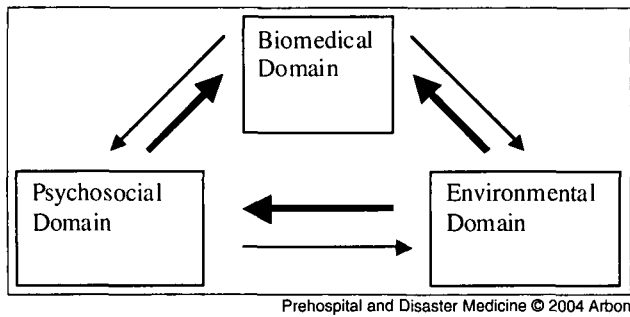 Biomedical
Domain
Psychosocial
Domain
Environmental
Domain
Prehospital and Disaster Medicine © 2004 Arbon